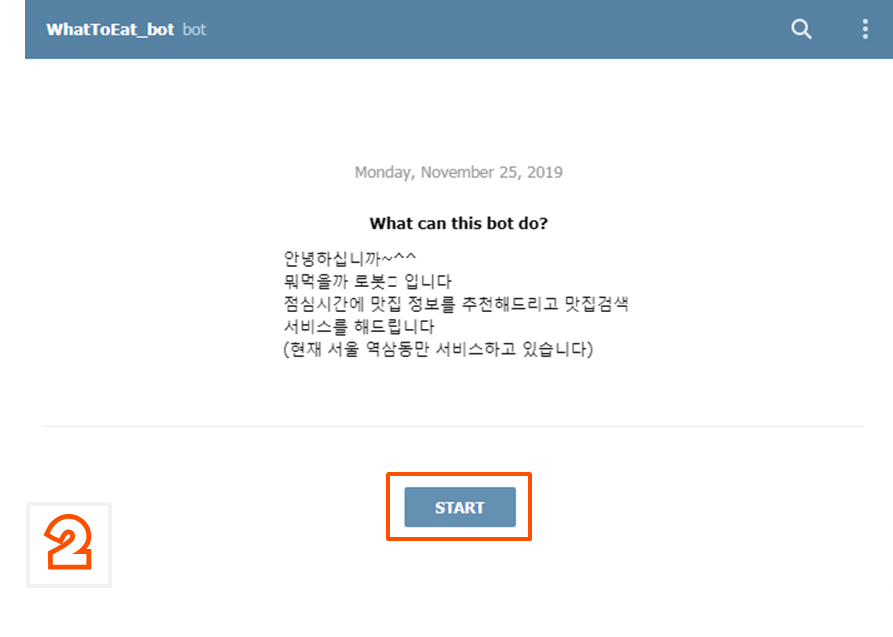 WhatToEat_bot bot
Monday, November 25, 2019
What can this bot do?
안녕하십니까~^^
뭐먹을까 로봇□ 입니다
점심시간에 맛집 정보를 추천해드리고 맛집검색
서비스를 해드립니다
(현재 서울 역삼동만 서비스하고 있습니다)
START
2